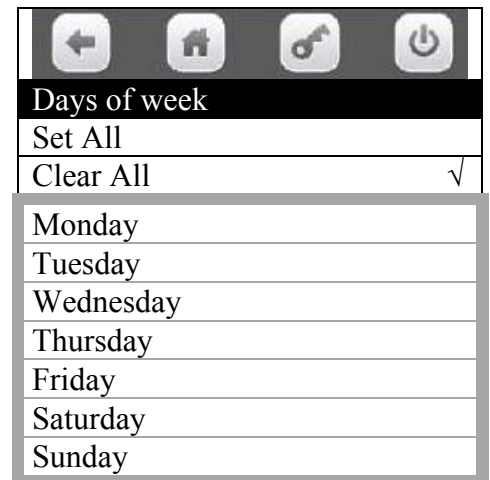 Days of week
Set All
Clear All √
Monday
Tuesday
Wednesday
Thursday
Friday
Saturday
Sunday